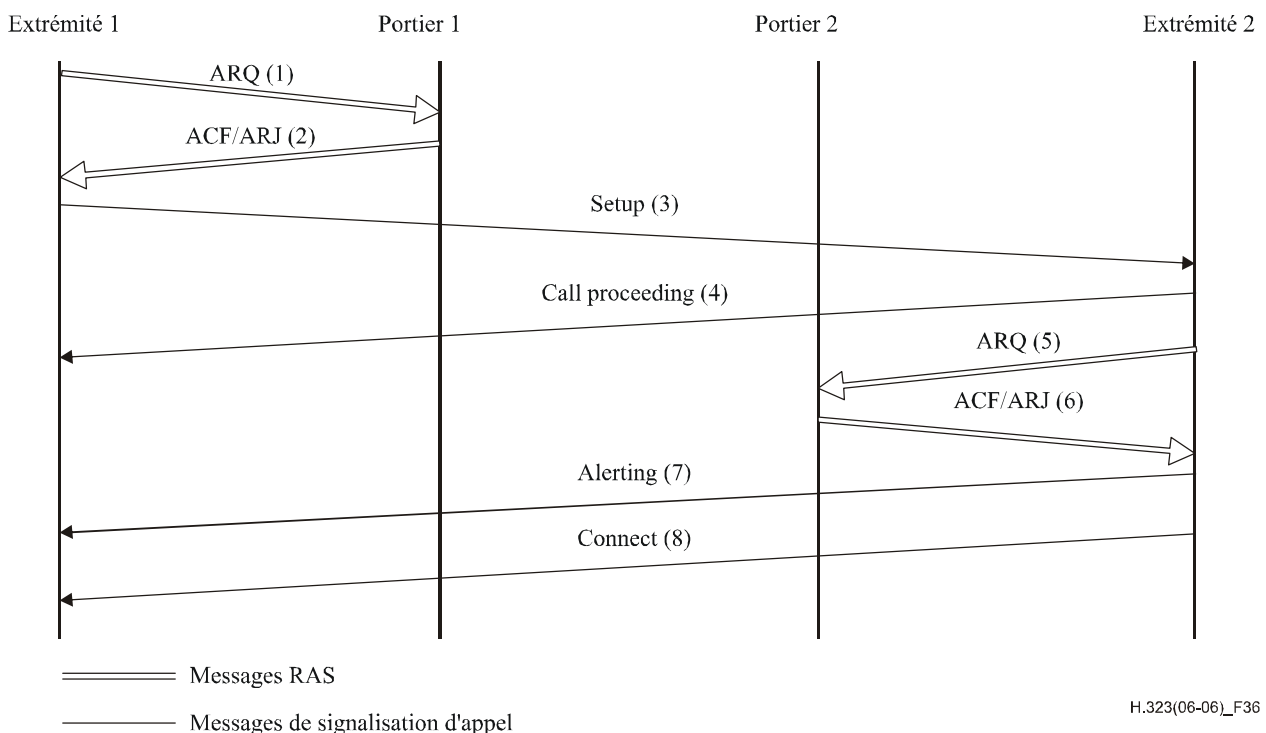 Extrémité 1
Portier 1
Portier 2
Extrémité 2
ARQ (1)
ACF/ARJ (2)
Setup (3)
Call proceeding (4)
ARQ (5)
ACF/ARJ (6)
Alerting (7)
Connect (8)
Messages RAS
Messages de signalisation d'appel
H.323(06-06)_F36